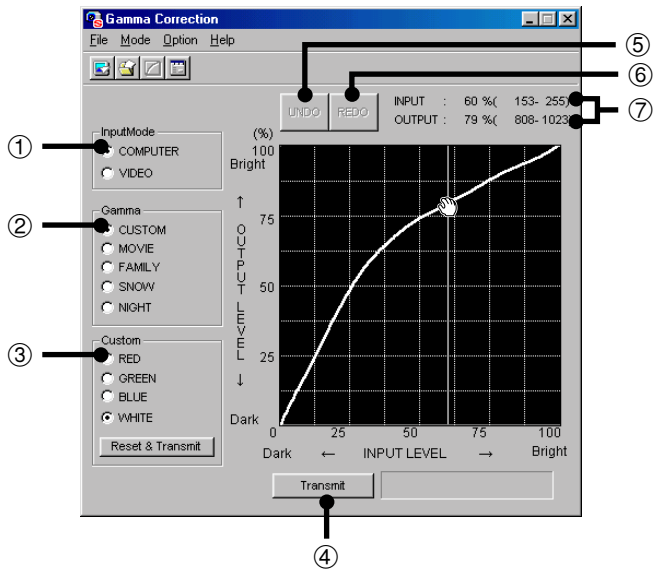 Gamma Correction
File Mode Option Help
⑤
⑥
⑦
UNDO REDO
INPUT : 60 %( 153- 255)
OUTPUT : 79 %( 808- 1023)
①
InputMode
COMPUTER
VIDEO
②
Gamma
CUSTOM
MOVIE
FAMILY
SNOW
NIGHT
③
Custom
RED
GREEN
BLUE
WHITE
Reset & Transmit
(%)
100
Bright
75
50
25
Dark
↑ OUTPUT LEVEL ↓
0 25 50 75 100
Dark ← INPUT LEVEL → Bright
Transmit
④